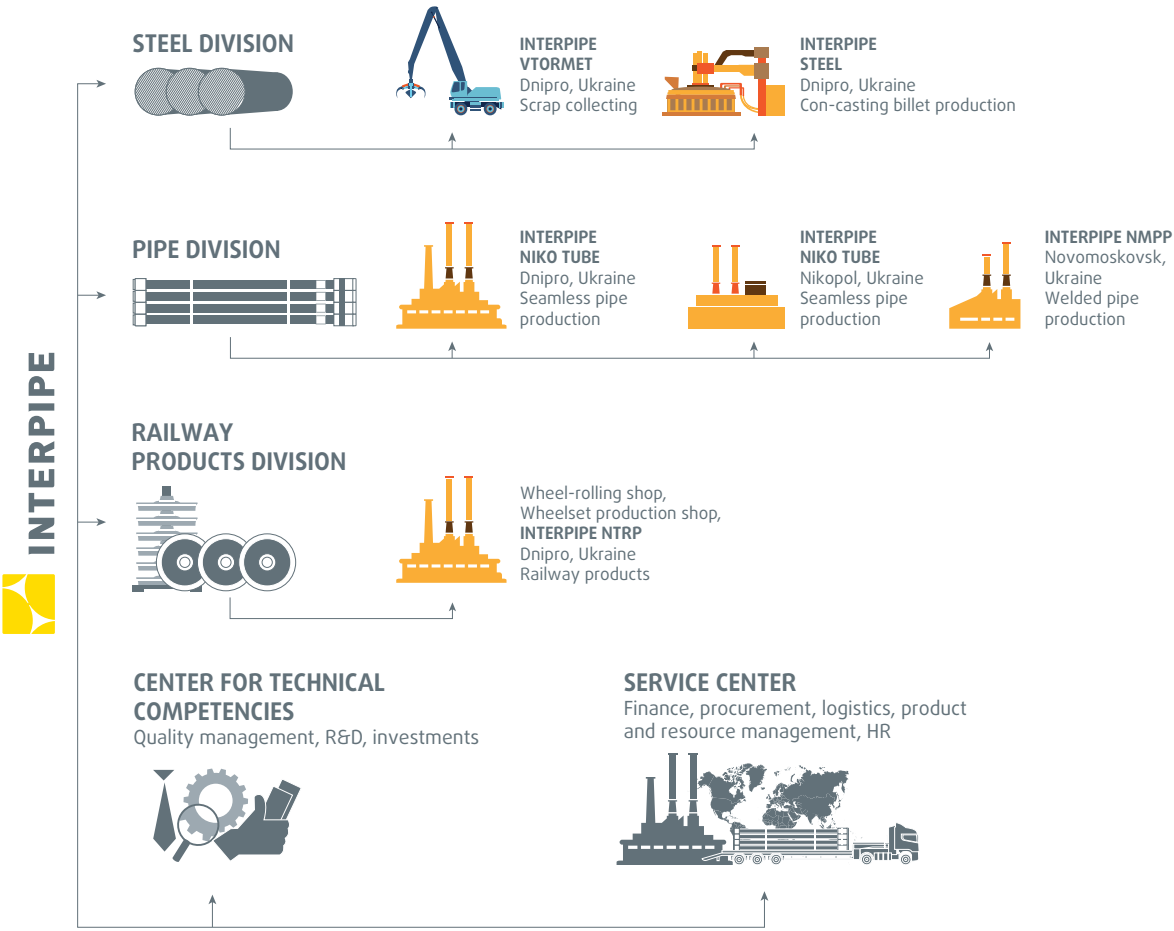 INTERPIPE
STEEL DIVISION
INTERPIPE
VTORMET
Dnipro, Ukraine
Scrap collecting
INTERPIPE
STEEL
Dnipro, Ukraine
Con-casting billet production
PIPE DIVISION
INTERPIPE
NIKO TUBE
Dnipro, Ukraine
Seamless pipe
production
INTERPIPE
NIKO TUBE
Nikopol, Ukraine
Seamless pipe
production
INTERPIPE NMPP
Novomoskovsk,
Ukraine
Welded pipe
production
RAILWAY
PRODUCTS DIVISION
Wheel-rolling shop,
Wheelset production shop,
INTERPIPE NTRP
Dnipro, Ukraine
Railway products
CENTER FOR TECHNICAL
COMPETENCIES
Quality management, R&D, investments
SERVICE CENTER
Finance, procurement, logistics, product
and resource management, HR